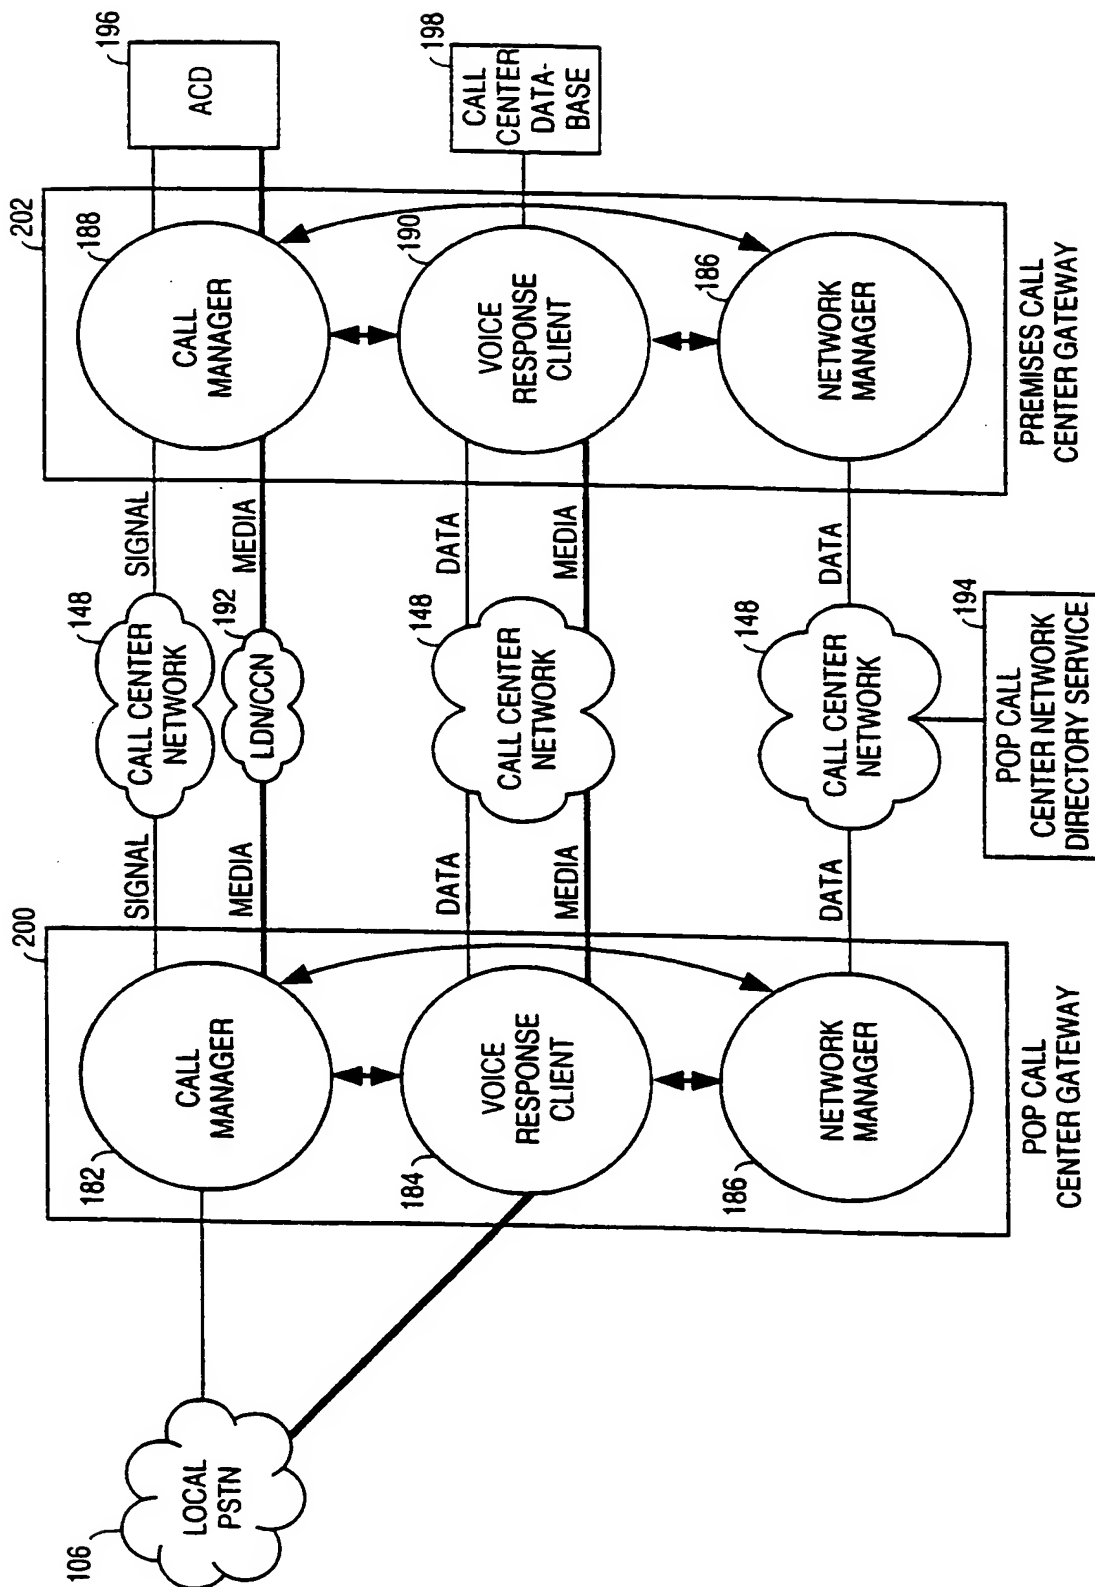 106
LOCAL
PSTN
200
182
CALL
MANAGER
184
VOICE
RESPONSE
CLIENT
186
NETWORK
MANAGER
POP CALL
CENTER GATEWAY
SIGNAL
MEDIA
148
CALL CENTER
NETWORK
192
LDN/CCN
SIGNAL
MEDIA
DATA
MEDIA
148
CALL CENTER
NETWORK
DATA
MEDIA
DATA
148
CALL CENTER
NETWORK
DATA
194
POP CALL
CENTER NETWORK
DIRECTORY SERVICE
202
188
CALL
MANAGER
190
VOICE
RESPONSE
CLIENT
186
NETWORK
MANAGER
PREMISES CALL
CENTER GATEWAY
196
ACD
198
CALL
CENTER
DATA-
BASE